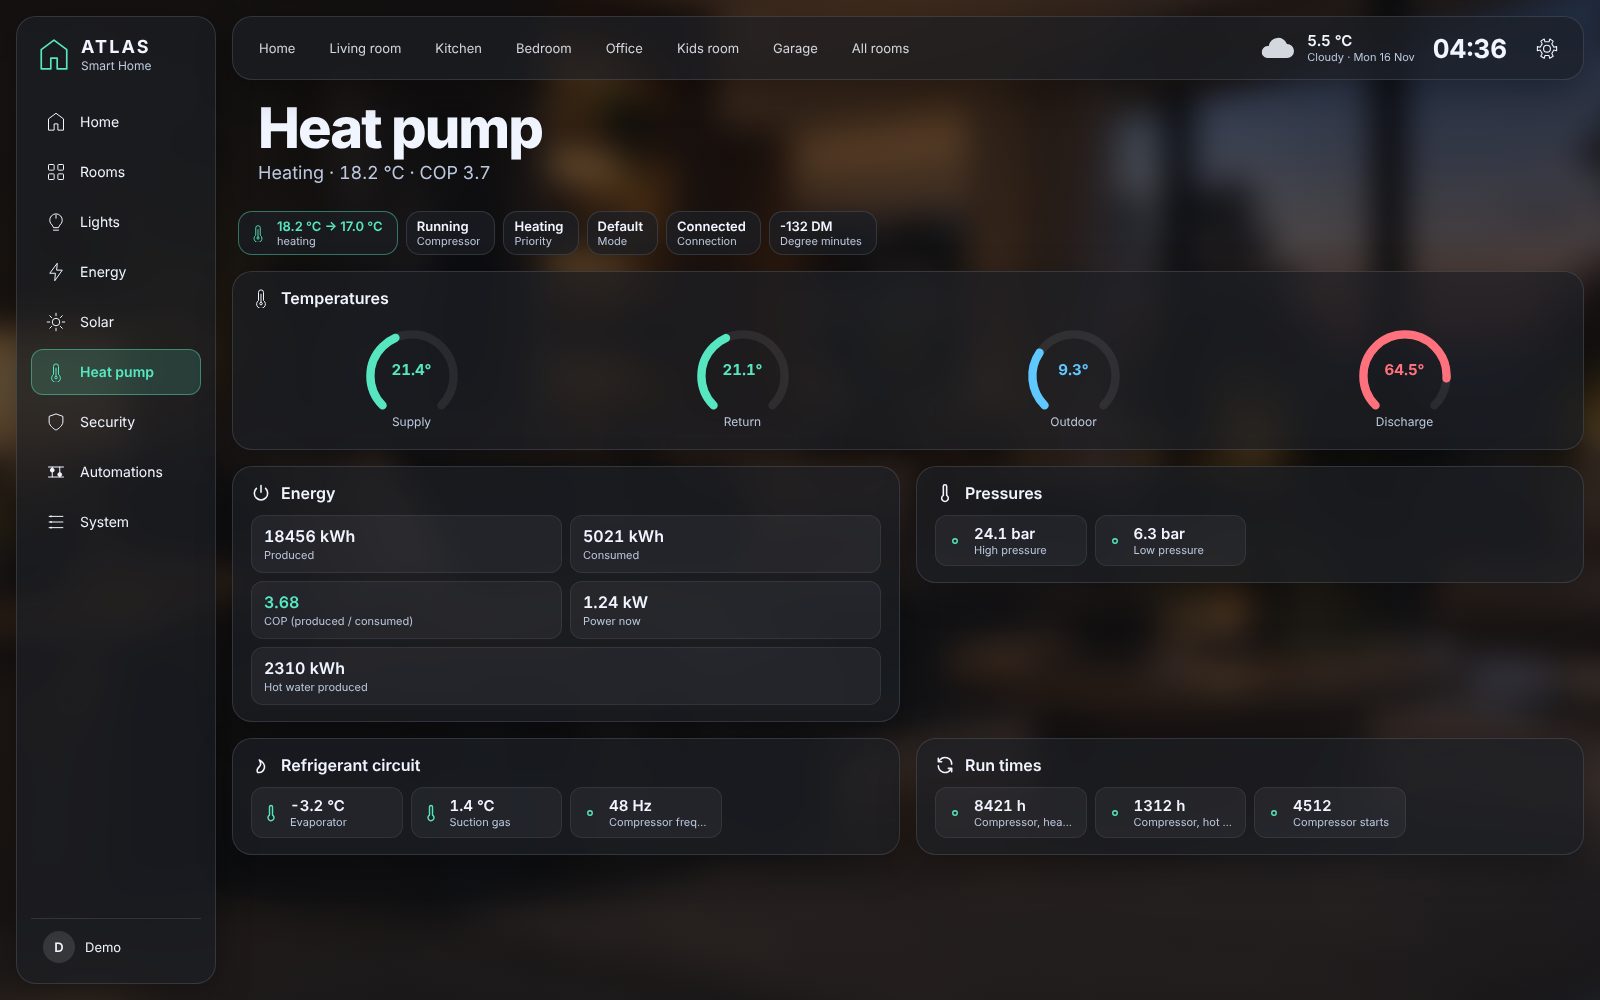 ATLAS
Smart Home
Home
Rooms
Lights
Energy
Solar
Heat pump
Security
Automations
System
D
Demo
Home
Living room
Kitchen
Bedroom
Office
Kids room
Garage
All rooms
5.5 °C
Cloudy · Mon 16 Nov
04:36
Heat pump
Heating · 18.2 °C · COP 3.7
18.2 °C → 17.0 °C
heating
Running
Compressor
Heating
Priority
Default
Mode
Connected
Connection
-132 DM
Degree minutes
Temperatures
21.4°
Supply
21.1°
Return
9.3°
Outdoor
64.5°
Discharge
Energy
18456 kWh
Produced
5021 kWh
Consumed
3.68
COP (produced / consumed)
1.24 kW
Power now
2310 kWh
Hot water produced
Pressures
24.1 bar
High pressure
6.3 bar
Low pressure
Refrigerant circuit
-3.2 °C
Evaporator
1.4 °C
Suction gas
48 Hz
Compressor freq...
Run times
8421 h
Compressor, hea...
1312 h
Compressor, hot ...
4512
Compressor starts